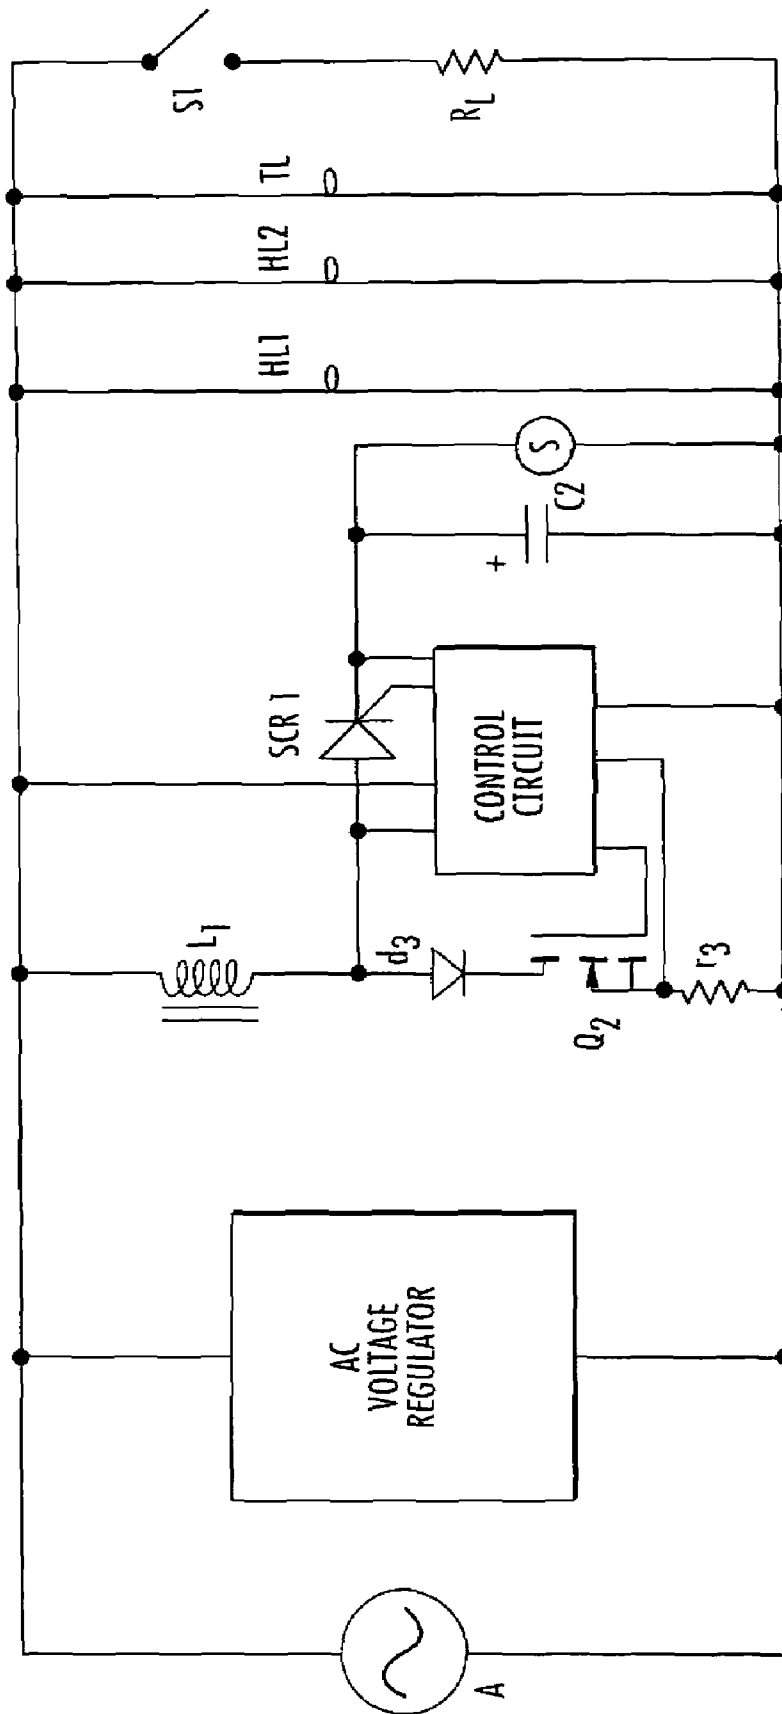 A
AC
VOLTAGE
REGULATOR
L1
d3
Q2
r3
SCR 1
CONTROL
CIRCUIT
+
C2
S
HL1
HL2
TL
S1
RL